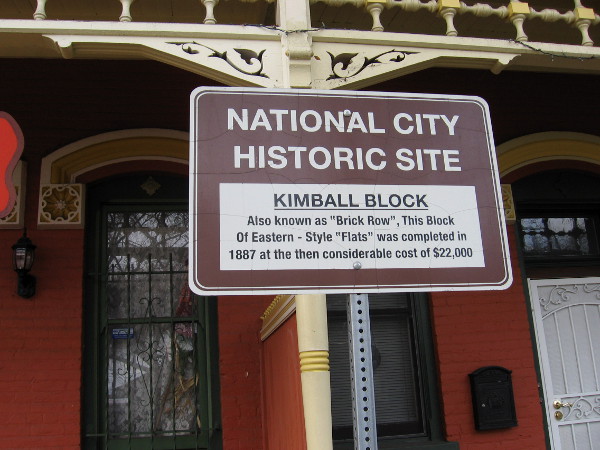 NATIONAL CITY
HISTORIC SITE
KIMBALL BLOCK
Also known as "Brick Row", This Block
Of Eastern - Style "Flats" was completed in
1887 at the then considerable cost of $22,000